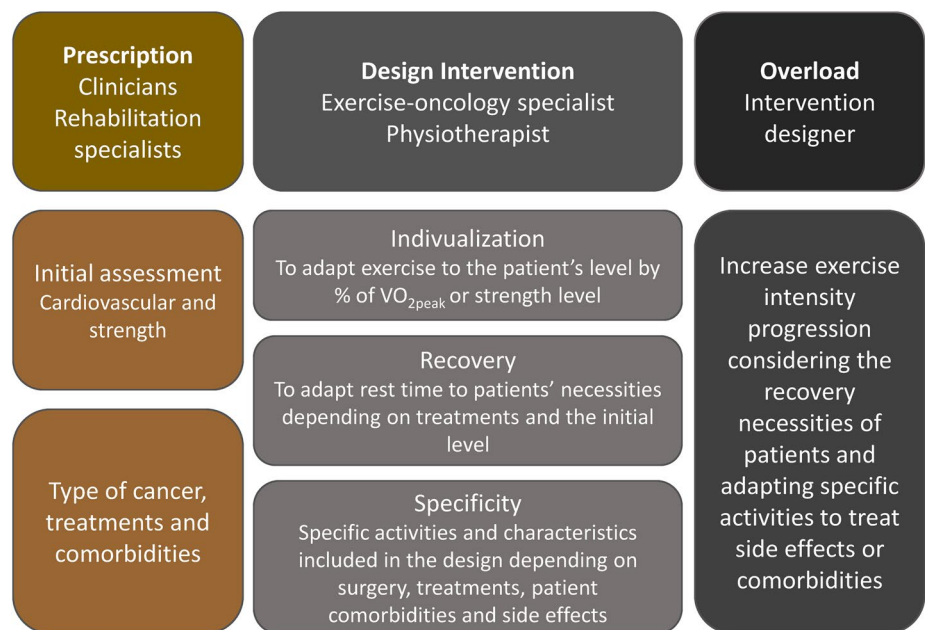 Prescription
Clinicians
Rehabilitation
specialists
Design Intervention
Exercise-oncology specialist
Physiotherapist
Overload
Intervention
designer
Initial assessment
Cardiovascular and
strength
Type of cancer,
treatments and
comorbidities
Indivualization
To adapt exercise to the patient’s level by
% of VO2peak or strength level
Recovery
To adapt rest time to patients’ necessities
depending on treatments and the initial
level
Specificity
Specific activities and characteristics
included in the design depending on
surgery, treatments, patient
comorbidities and side effects
Increase exercise
intensity
progression
considering the
recovery
necessities of
patients and
adapting specific
activities to treat
side effects or
comorbidities